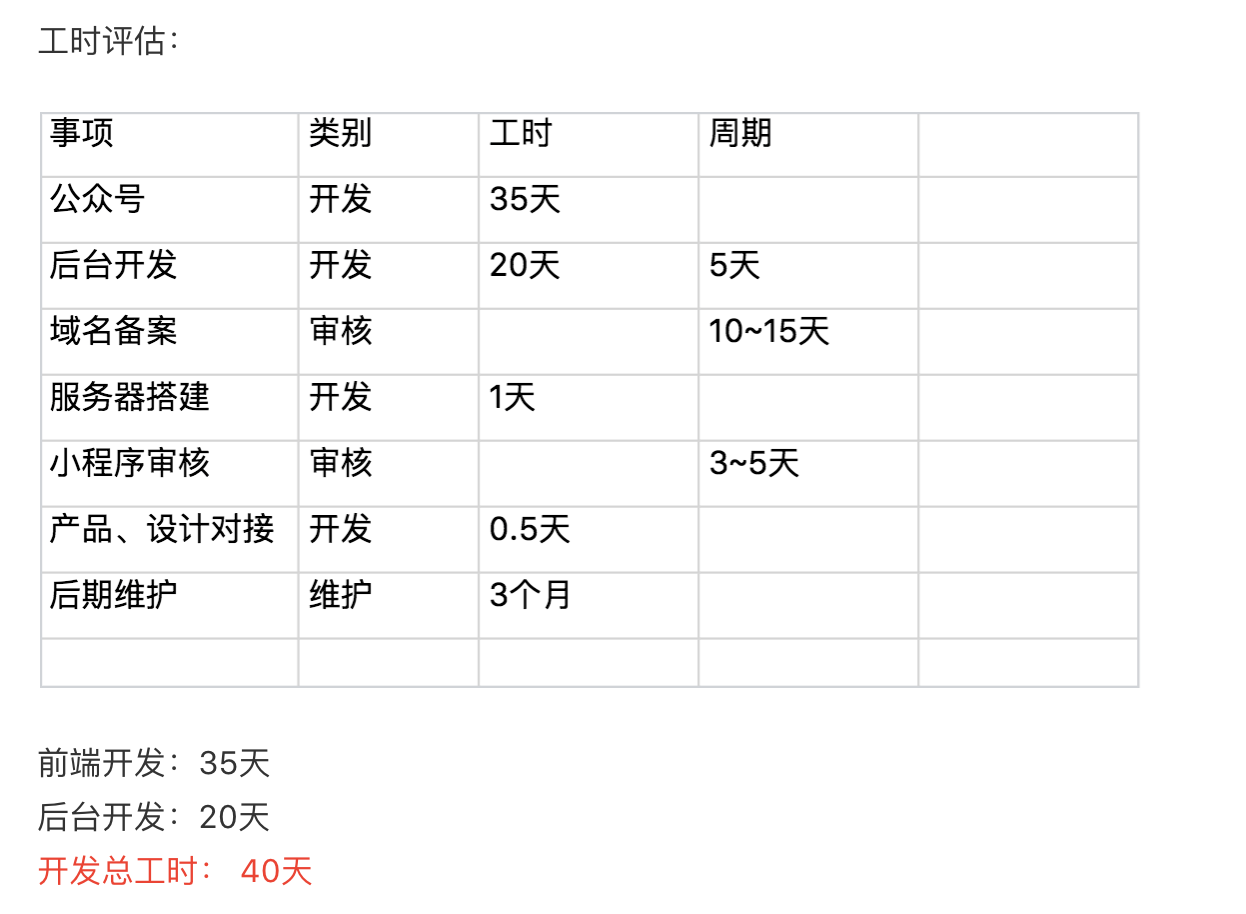 工时评估：
事项 类别 工时 周期
公众号 开发 35天
后台开发 开发 20天 5天
域名备案 审核 10~15天
服务器搭建 开发 1天
小程序审核 审核 3~5天
产品、设计对接 开发 0.5天
后期维护 维护 3个月
前端开发：35天
后台开发：20天
开发总工时： 40天